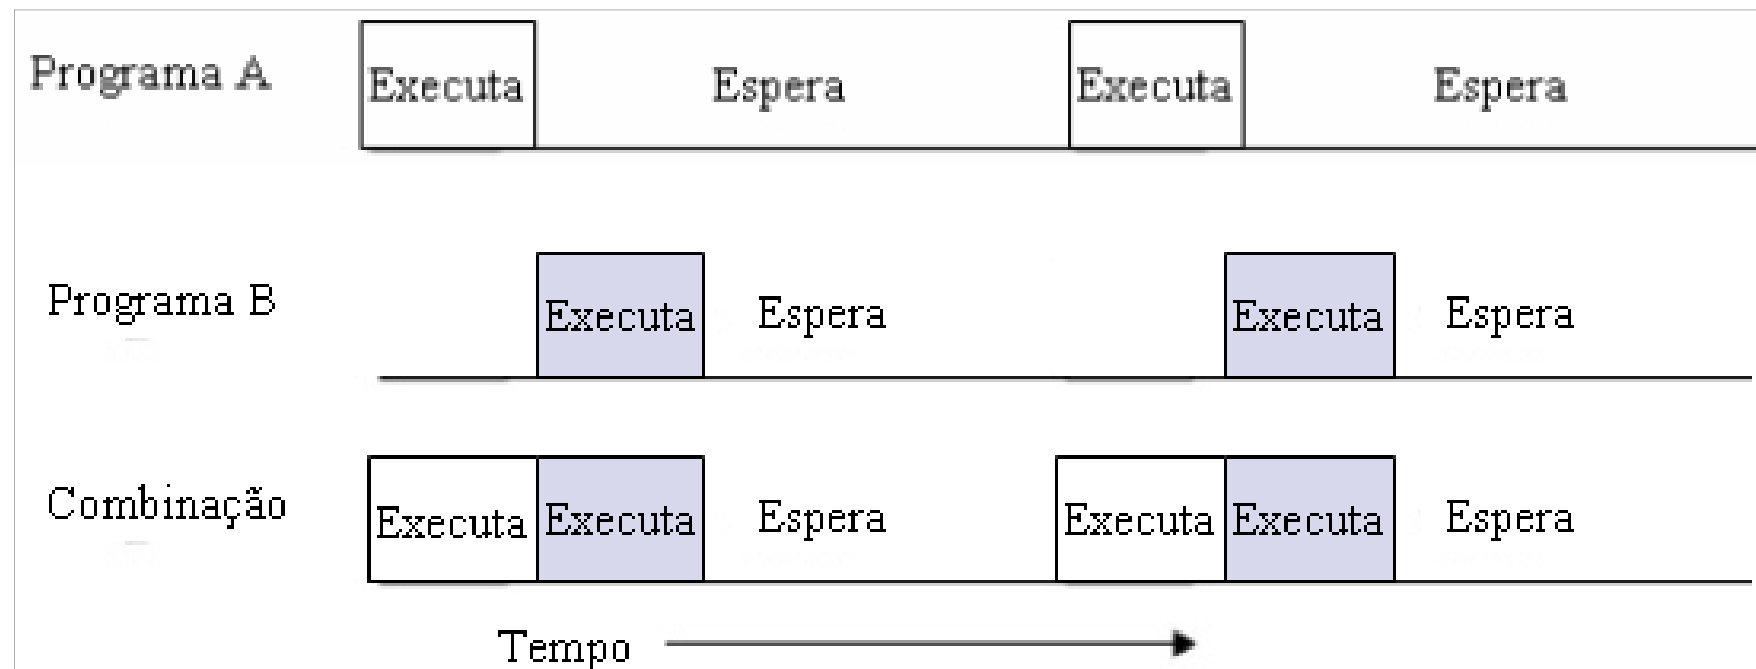 Programa A Executa Espera Executa Espera
Programa B Executa Espera Executa Espera
Combinação Executa Executa Espera Executa Executa Espera
Tempo